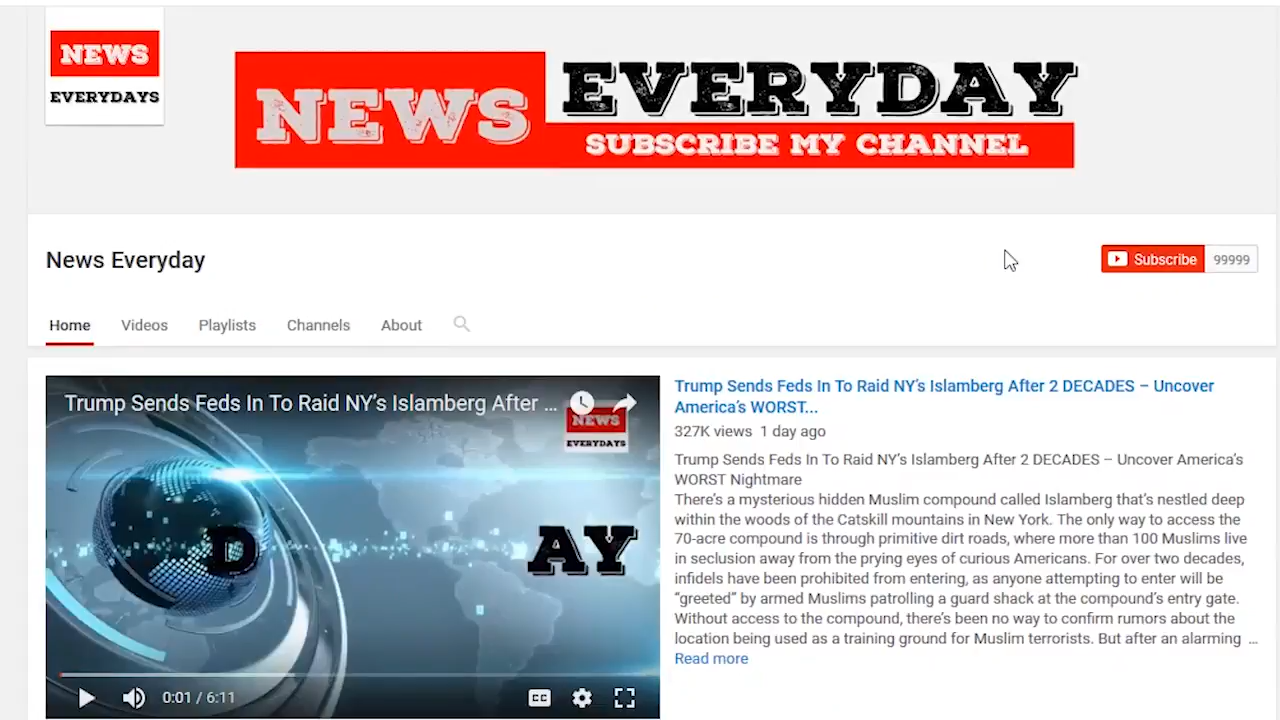 NEWS
EVERYDAYS
NEWS
EVERYDAY
SUBSCRIBE MY CHANNEL
News Everyday
Subscribe 99999
Home Videos Playlists Channels About
Trump Sends Feds In To Raid NY's Islamberg After ...
NEWS
EVERYDAYS
D
AY
0:01 / 6:11
CC
Trump Sends Feds In To Raid NY's Islamberg After 2 DECADES – Uncover
America's WORST...
327K views 1 day ago
Trump Sends Feds In To Raid NY's Islamberg After 2 DECADES – Uncover America's
WORST Nightmare
There's a mysterious hidden Muslim compound called Islamberg that's nestled deep
within the woods of the Catskill mountains in New York. The only way to access the
70-acre compound is through primitive dirt roads, where more than 100 Muslims live
in seclusion away from the prying eyes of curious Americans. For over two decades,
infidels have been prohibited from entering, as anyone attempting to enter will be
“greeted” by armed Muslims patrolling a guard shack at the compound's entry gate.
Without access to the compound, there's been no way to confirm rumors about the
location being used as a training ground for Muslim terrorists. But after an alarming ...
Read more